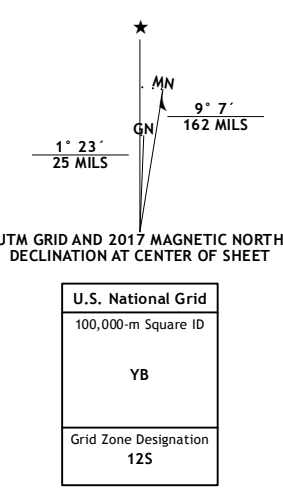 ★
MN
GN
9° 7´
162 MILS
1° 23´
25 MILS
UTM GRID AND 2017 MAGNETIC NORTH
DECLINATION AT CENTER OF SHEET
U.S. National Grid
100,000-m Square ID
YB
Grid Zone Designation
12S